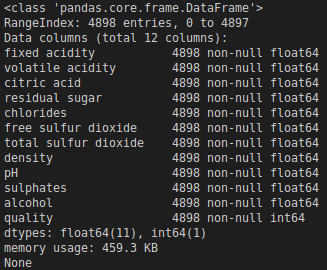 <class 'pandas.core.frame.DataFrame'>
RangeIndex: 4898 entries, 0 to 4897
Data columns (total 12 columns):
fixed acidity           4898 non-null float64
volatile acidity        4898 non-null float64
citric acid             4898 non-null float64
residual sugar          4898 non-null float64
chlorides               4898 non-null float64
free sulfur dioxide     4898 non-null float64
total sulfur dioxide    4898 non-null float64
density                 4898 non-null float64
pH                      4898 non-null float64
sulphates               4898 non-null float64
alcohol                 4898 non-null float64
quality                 4898 non-null int64
dtypes: float64(11), int64(1)
memory usage: 459.3 KB
None